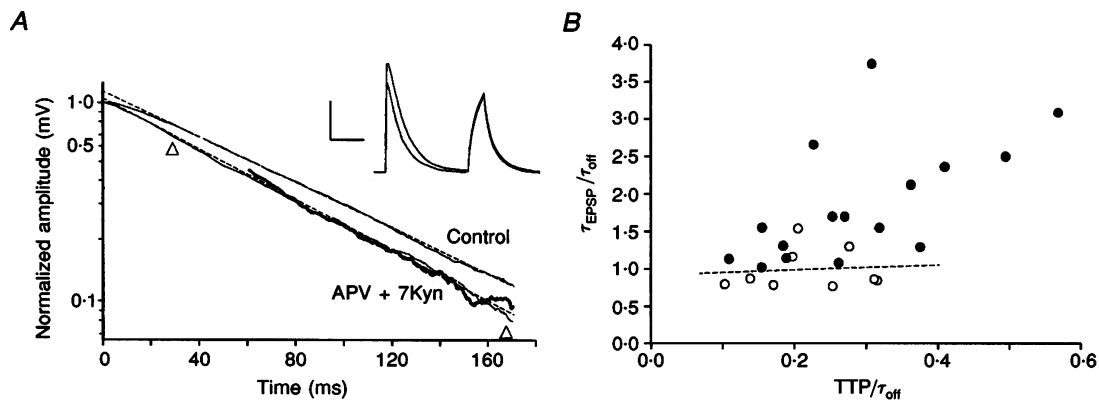 A
Normalized amplitude (mV)
1·0
0·5
0·1
Control
APV + 7Kyn
0
40
80
120
160
Time (ms)
B
τEPSP/τoff
4·0
3·5
3·0
2·5
2·0
1·5
1·0
0·5
0·0
0·0
0·2
0·4
0·6
TTP/τoff